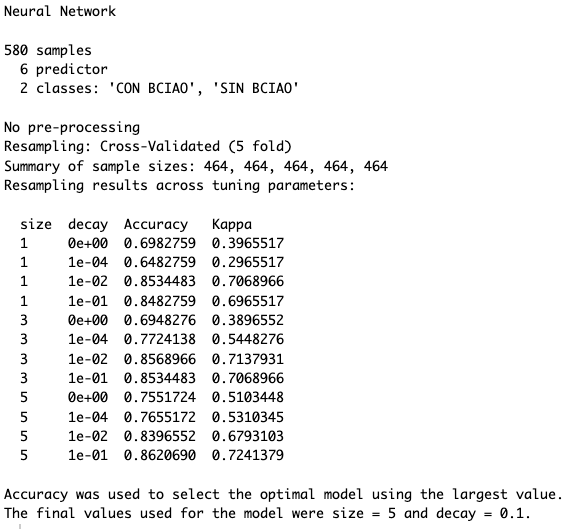 Neural Network

580 samples
  6 predictor
  2 classes: 'CON BCIAO', 'SIN BCIAO'

No pre-processing
Resampling: Cross-Validated (5 fold)
Summary of sample sizes: 464, 464, 464, 464, 464
Resampling results across tuning parameters:

  size  decay  Accuracy   Kappa
  1     0e+00  0.6982759  0.3965517
  1     1e-04  0.6482759  0.2965517
  1     1e-02  0.8534483  0.7068966
  1     1e-01  0.8482759  0.6965517
  3     0e+00  0.6948276  0.3896552
  3     1e-04  0.7724138  0.5448276
  3     1e-02  0.8568966  0.7137931
  3     1e-01  0.8534483  0.7068966
  5     0e+00  0.7551724  0.5103448
  5     1e-04  0.7655172  0.5310345
  5     1e-02  0.8396552  0.6793103
  5     1e-01  0.8620690  0.7241379

Accuracy was used to select the optimal model using the largest value.
The final values used for the model were size = 5 and decay = 0.1.